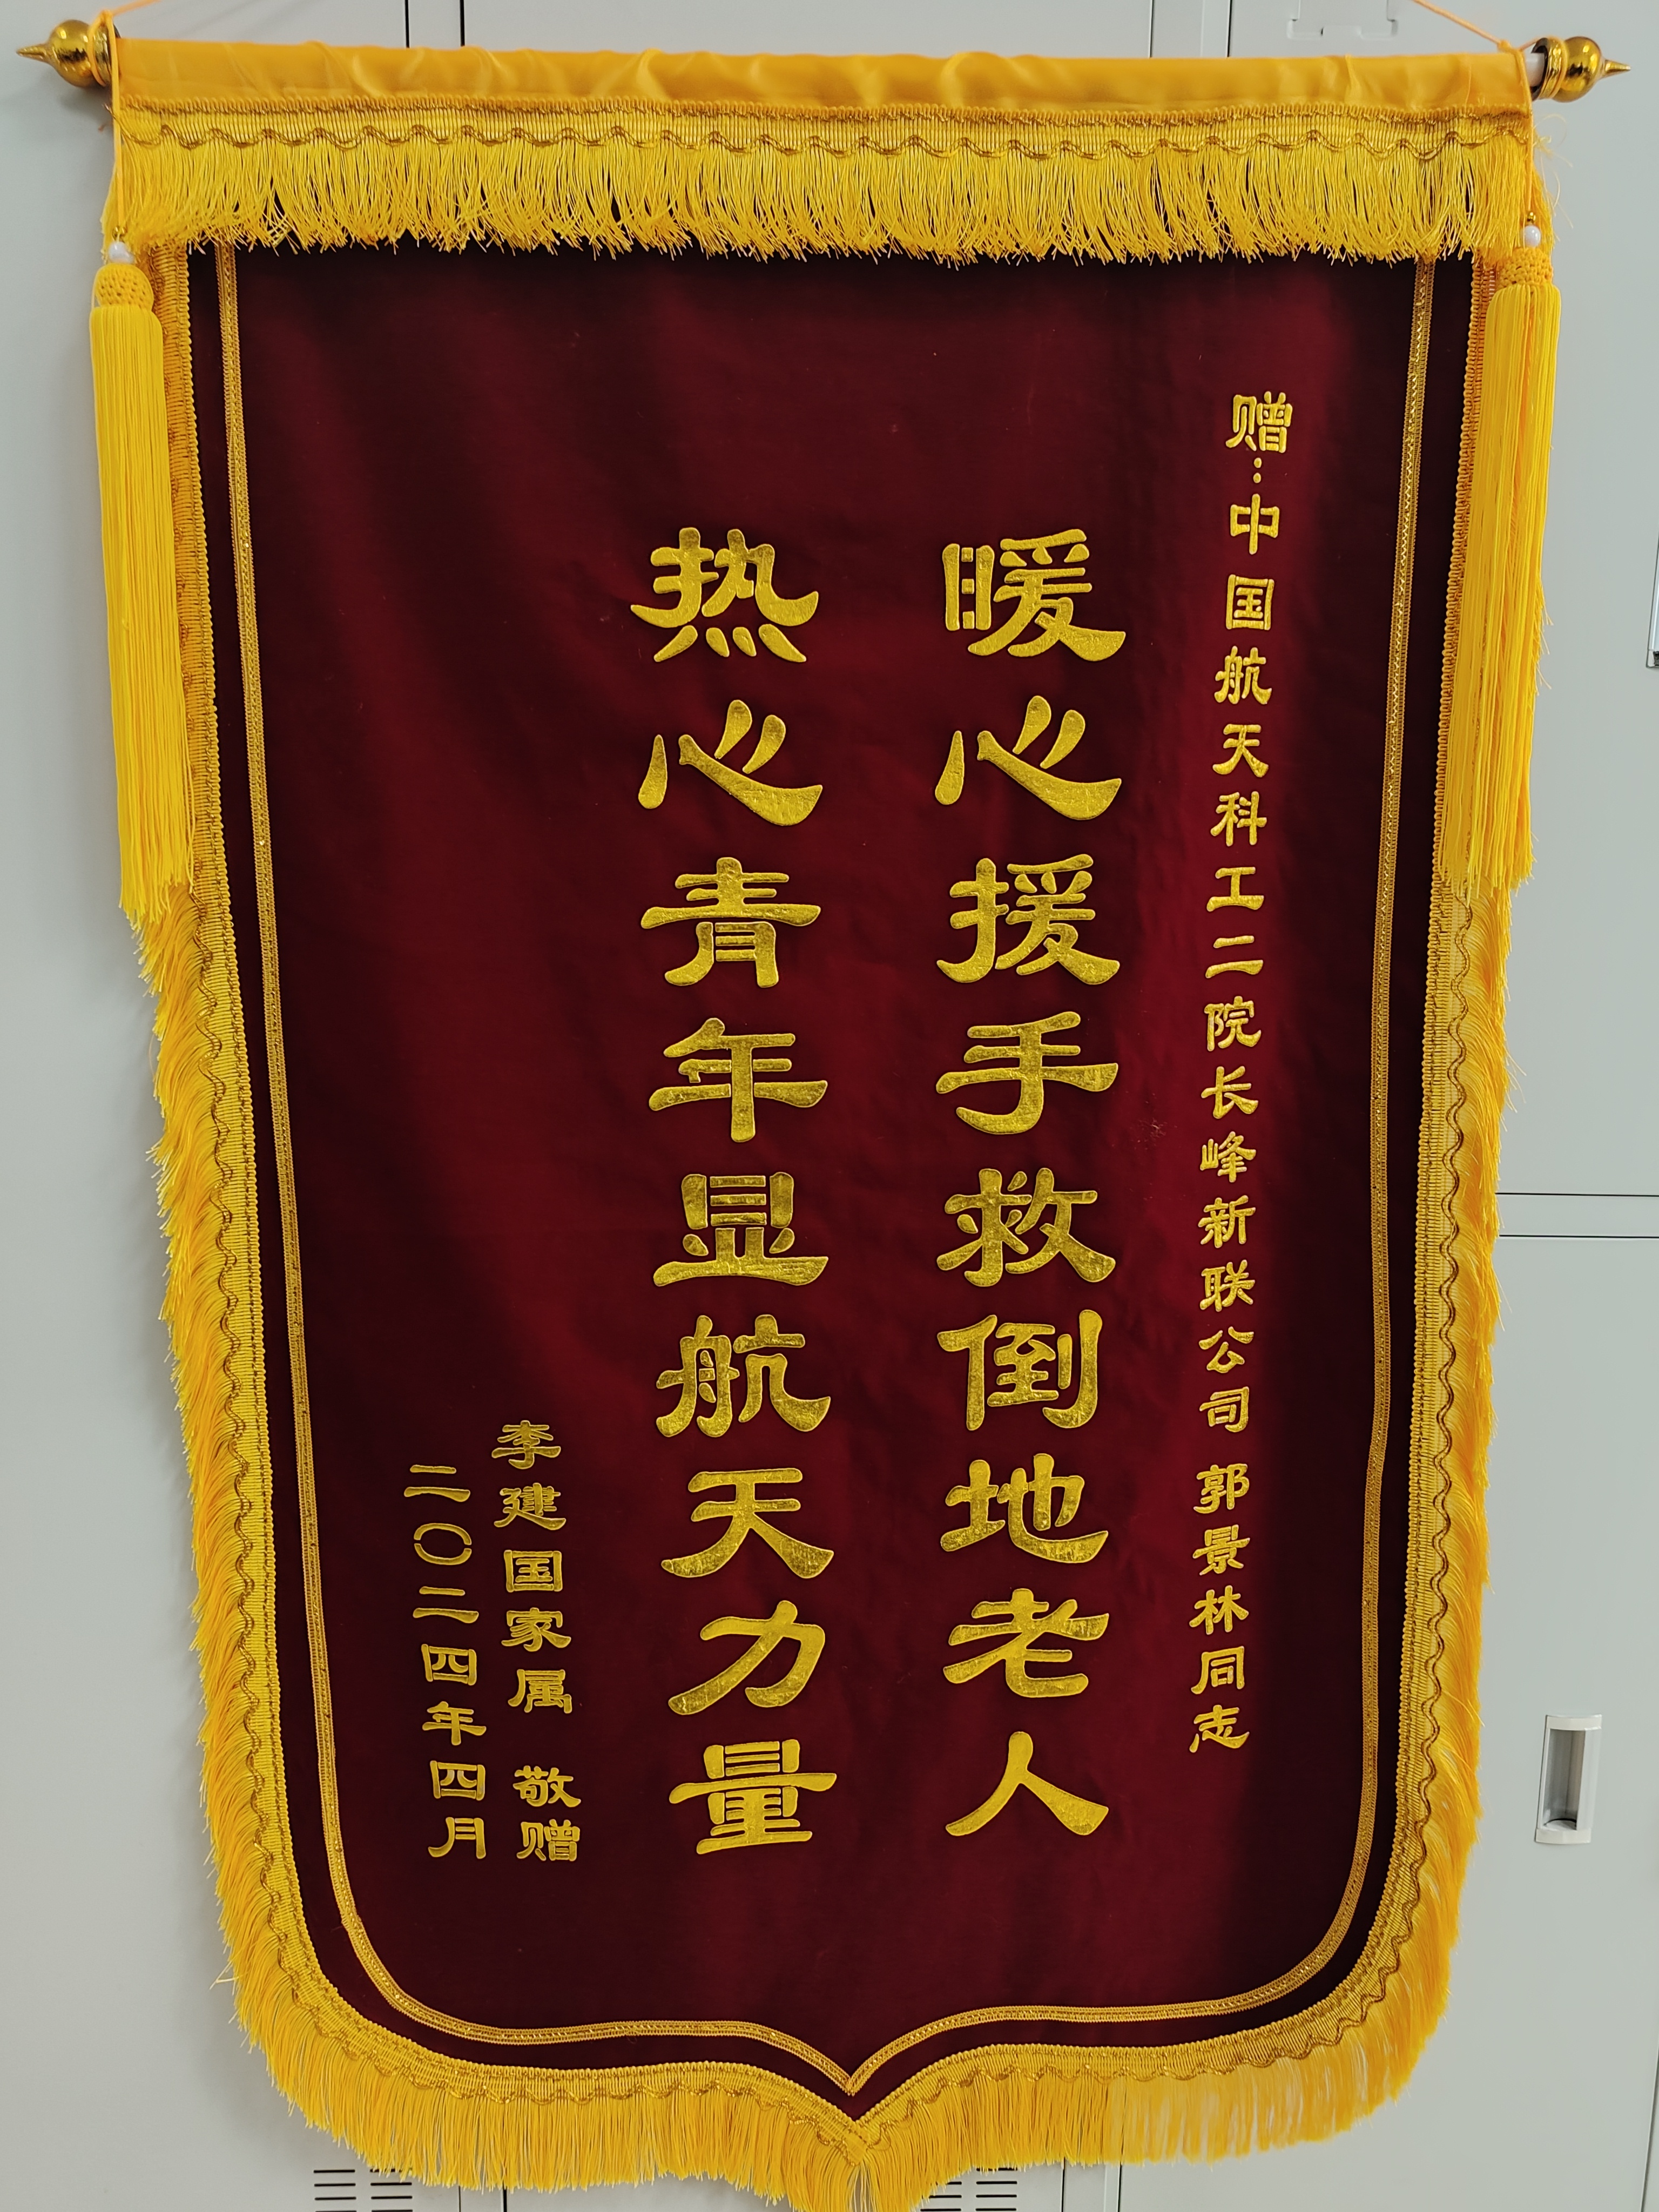 赠：中国航天科工二院长峰新联公司 郭景林同志
暖心援手救倒地老人
热心青年显航天力量
李建国家属 敬赠
二〇二四年四月